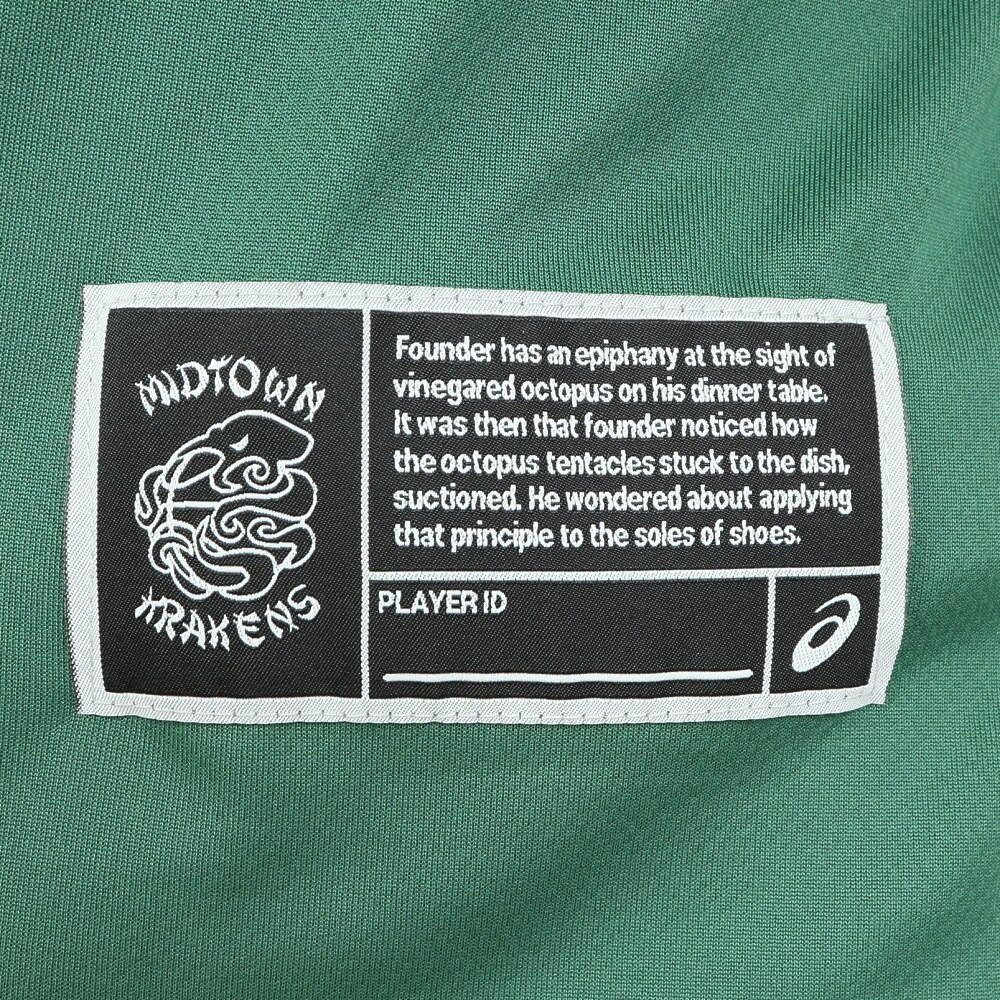 MIDTOWN
KRAKENS
Founder has an epiphany at the sight of
vinegared octopus on his dinner table.
It was then that founder noticed how
the octopus tentacles stuck to the dish,
suctioned. He wondered about applying
that principle to the soles of shoes.
PLAYER ID